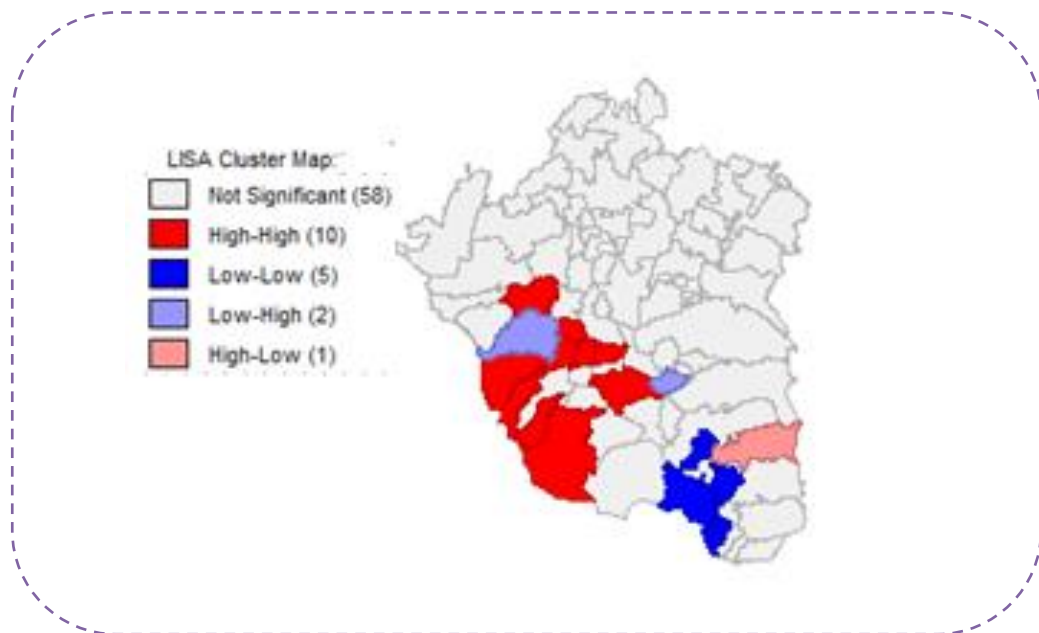 LISA Cluster Map:
Not Significant (58)
High-High (10)
Low-Low (5)
Low-High (2)
High-Low (1)